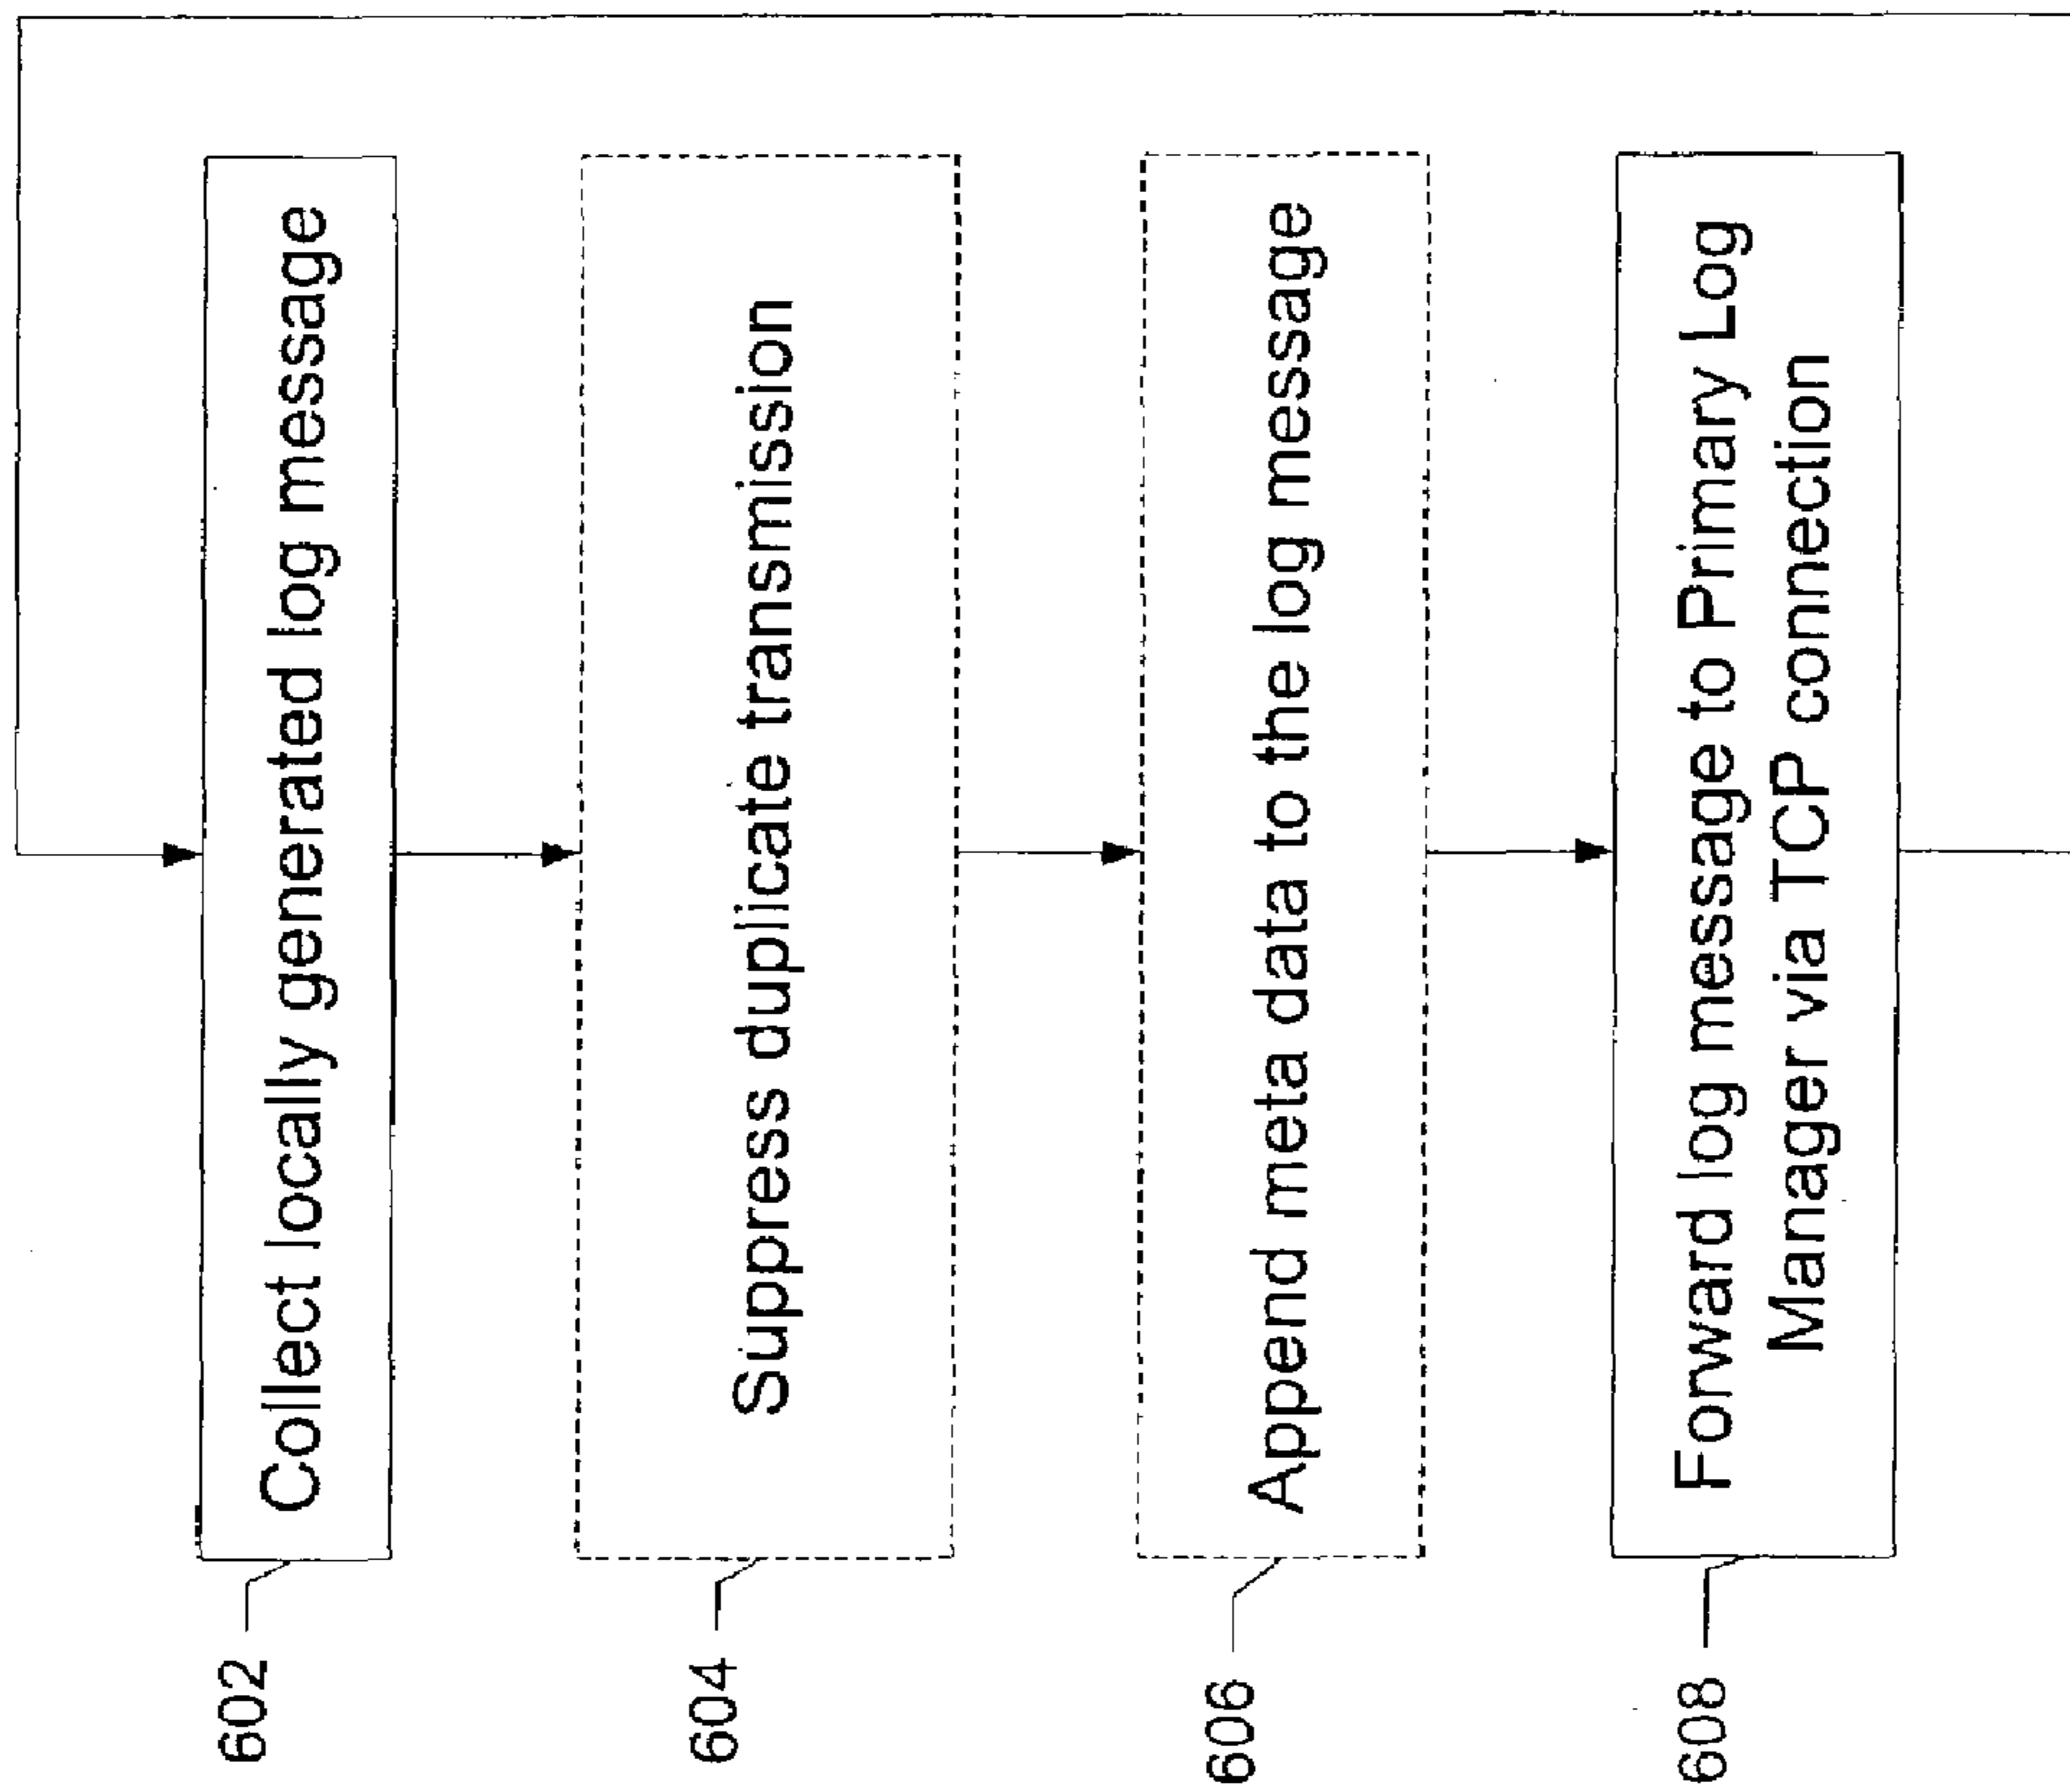 602
Collect locally generated log message
604
Suppress duplicate transmission
606
Append meta data to the log message
608
Forward log message to Primary Log
Manager via TCP connection